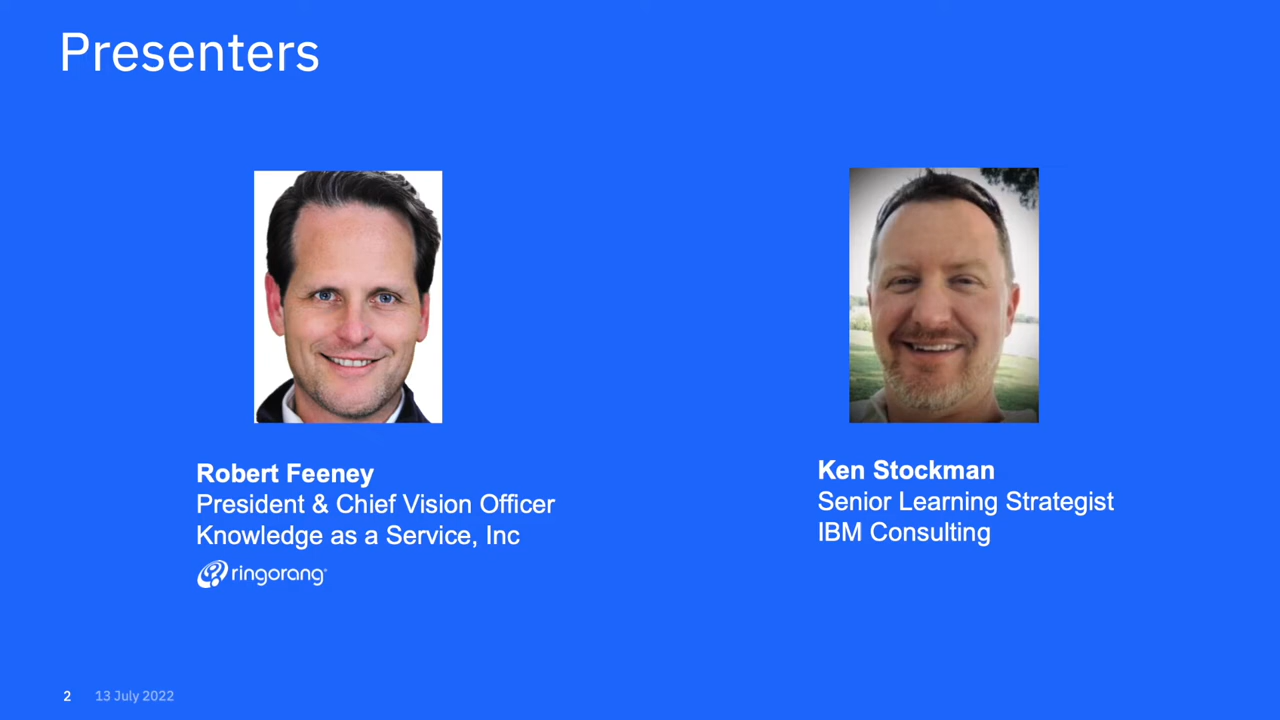 Presenters
Robert Feeney
President & Chief Vision Officer
Knowledge as a Service, Inc
ringorang®
Ken Stockman
Senior Learning Strategist
IBM Consulting
2 13 July 2022